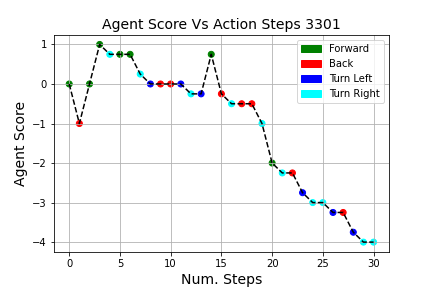 Agent Score Vs Action Steps 3301
Agent Score
1
0
−1
−2
−3
−4
Forward
Back
Turn Left
Turn Right
0 5 10 15 20 25 30
Num. Steps